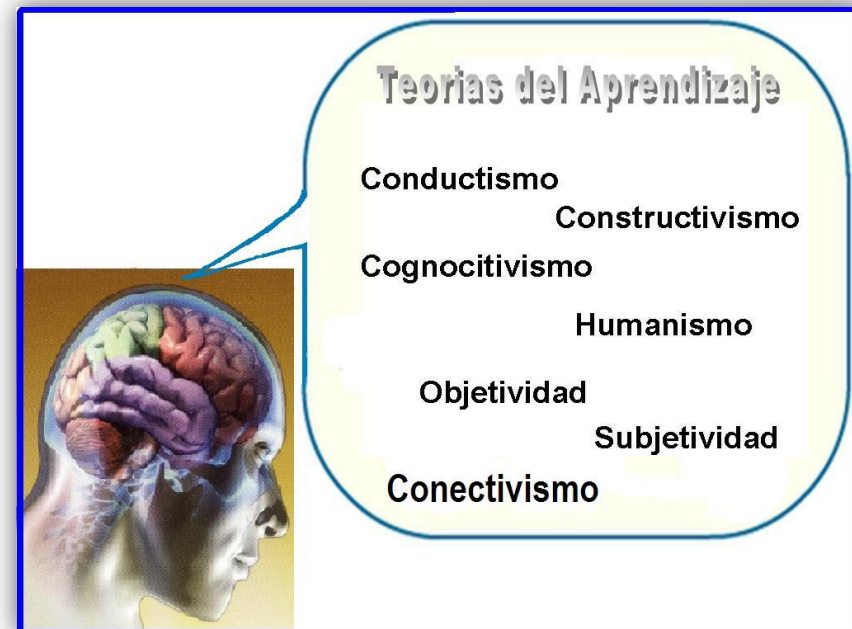 Teorias del Aprendizaje
Conductismo
Constructivismo
Cognocitivismo
Humanismo
Objetividad
Subjetividad
Conectivismo